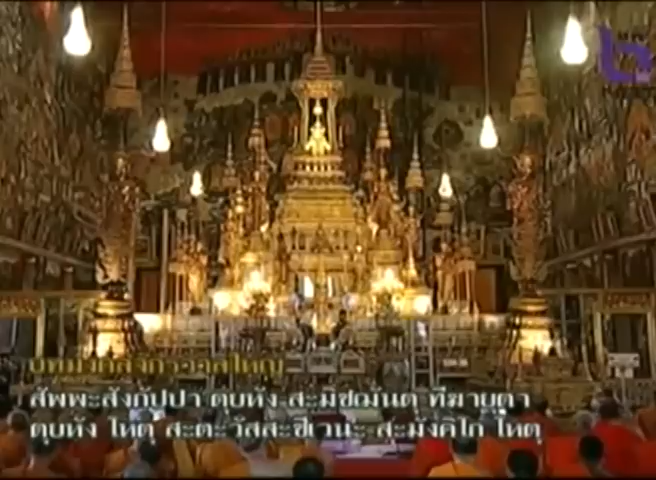 บทมงคลจักรวาลใหญ่
สัพพะสังกัปปา ตุยหัง สะมิชฌันตุ ทีฆายุตา
ตุยหัง โหตุ สะตะวัสสะชีเวนะ สะมังคิโก โหตุ